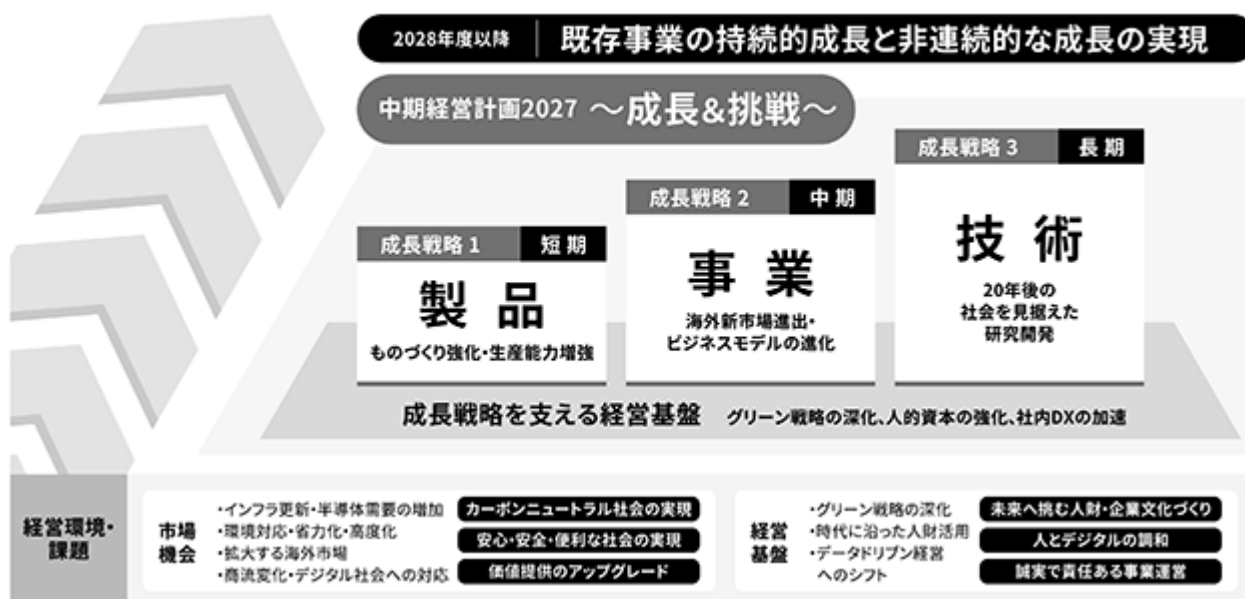 2028年度以降 既存事業の持続的成長と非連続的な成長の実現
中期経営計画2027 ～成長&挑戦～
成長戦略 1 短期
製品
ものづくり強化・生産能力増強
成長戦略 2 中期
事業
海外新市場進出・
ビジネスモデルの進化
成長戦略 3 長期
技術
20年後の
社会を見据えた
研究開発
成長戦略を支える経営基盤 グリーン戦略の深化、人的資本の強化、社内DXの加速
経営環境・
課題
市場
機会
・インフラ更新・半導体需要の増加
・環境対応・省力化・高度化
・拡大する海外市場
・商流変化・デジタル社会への対応
カーボンニュートラル社会の実現
安心・安全・便利な社会の実現
価値提供のアップグレード
経営
基盤
・グリーン戦略の深化
・時代に沿った人財活用
・データドリブン経営
へのシフト
未来へ挑む人財・企業文化づくり
人とデジタルの調和
誠実で責任ある事業運営